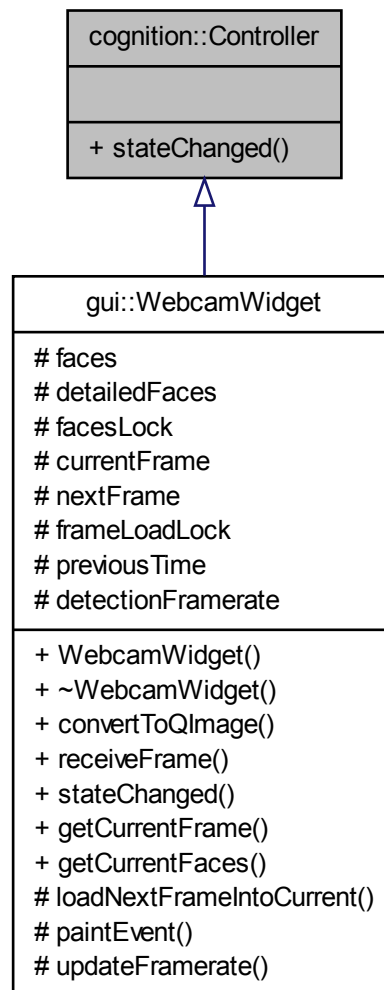 cognition::Controller
+ stateChanged()
gui::WebcamWidget
# faces
# detailedFaces
# facesLock
# currentFrame
# nextFrame
# frameLoadLock
# previousTime
# detectionFramerate
+ WebcamWidget()
+ ~WebcamWidget()
+ convertToQImage()
+ receiveFrame()
+ stateChanged()
+ getCurrentFrame()
+ getCurrentFaces()
# loadNextFrameIntoCurrent()
# paintEvent()
# updateFramerate()